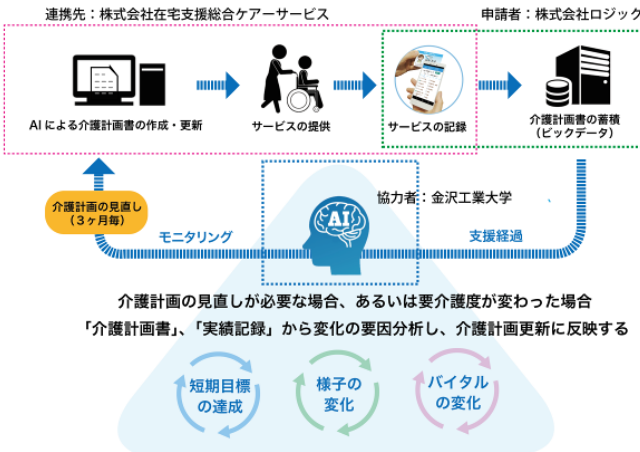 連携先：株式会社在宅支援総合ケアーサービス
申請者：株式会社ロジック
AIによる介護計画書の作成・更新
サービスの提供
サービスの記録
介護計画書の蓄積
（ビックデータ）
介護計画の見直し
（３ヶ月毎）
モニタリング
AI
協力者：金沢工業大学
支援経過
介護計画の見直しが必要な場合、あるいは要介護度が変わった場合
「介護計画書」、「実績記録」から変化の要因分析し、介護計画更新に反映する
短期目標
の達成
様子の
変化
バイタル
の変化